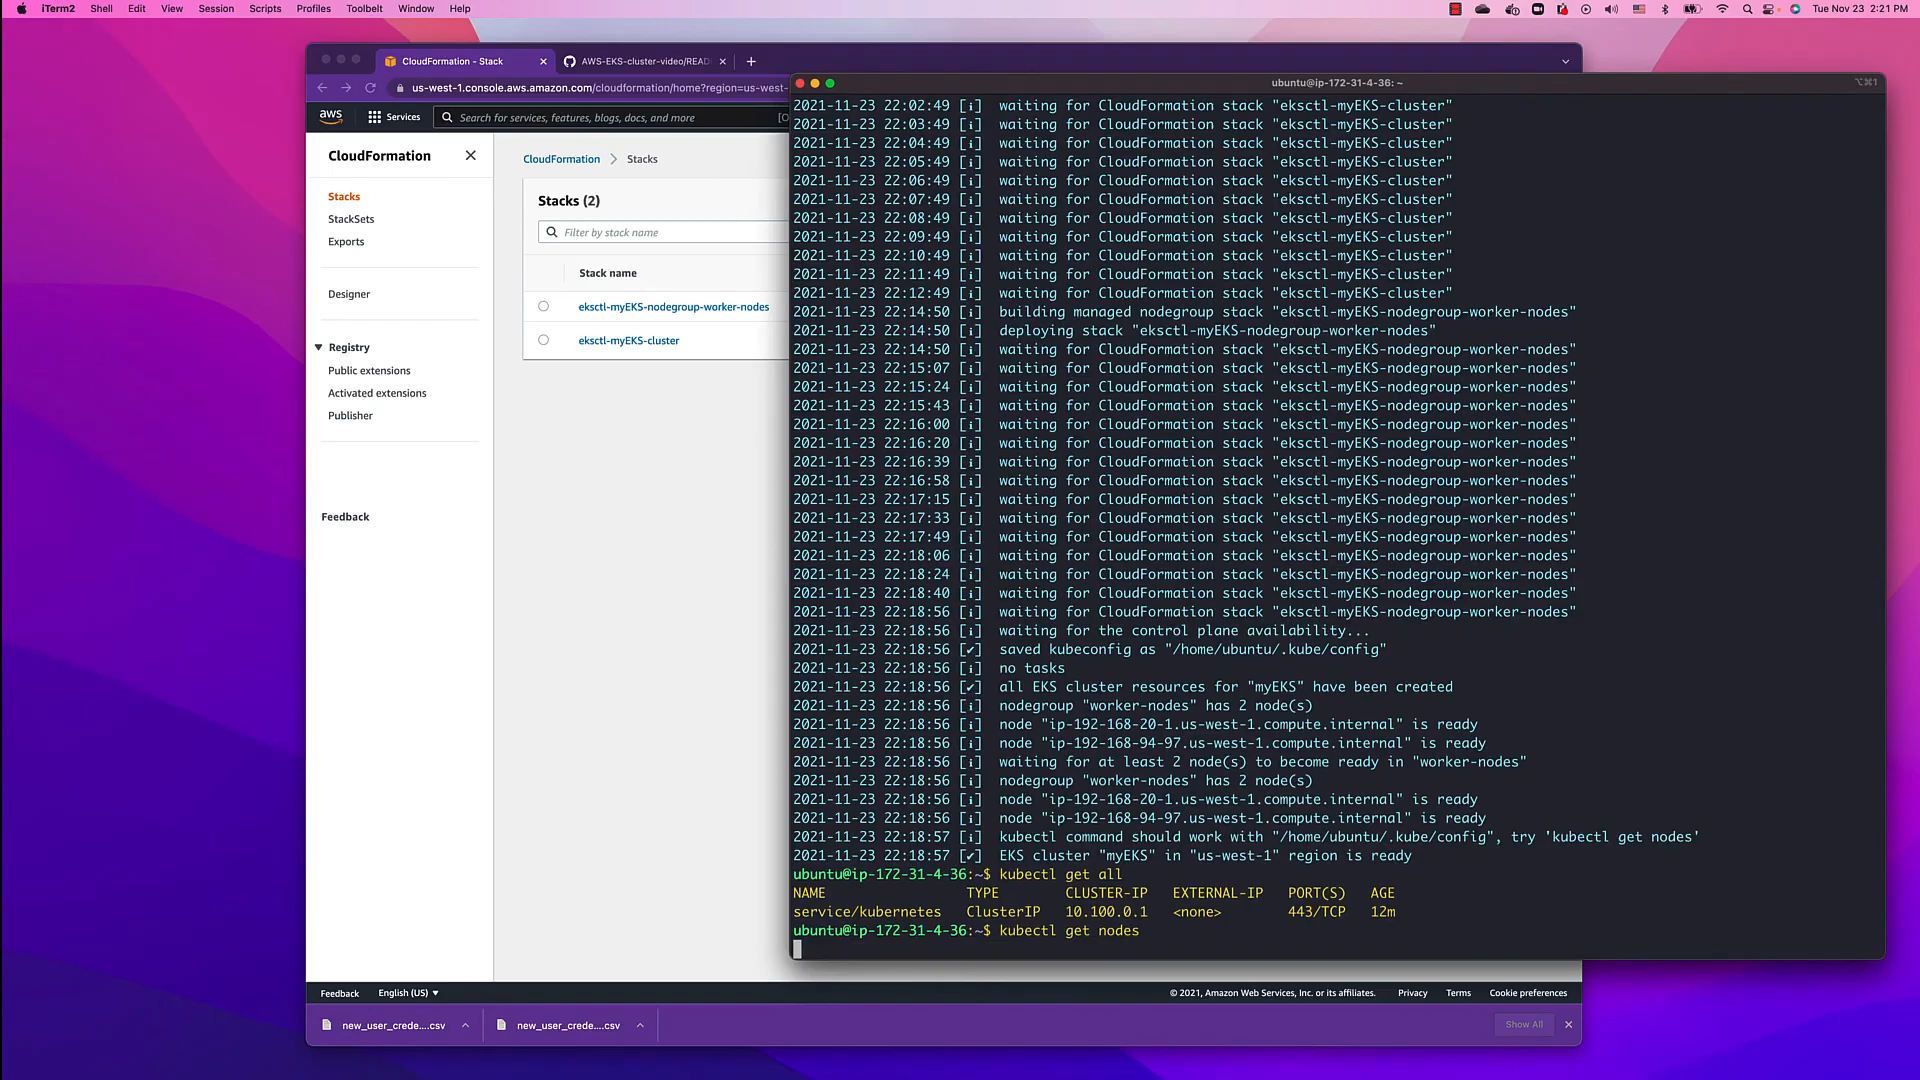 iTerm2 Shell Edit View Session Scripts Profiles Toolbelt Window Help
Tue Nov 23 2:21 PM
CloudFormation - Stack
AWS-EKS-cluster-video/READ
us-west-1.console.aws.amazon.com/cloudformation/home?region=us-west-
aws Services Search for services, features, blogs, docs, and more [O
CloudFormation
Stacks
StackSets
Exports
Designer
Registry
Public extensions
Activated extensions
Publisher
Feedback
CloudFormation > Stacks
Stacks (2)
Filter by stack name
Stack name
eksctl-myEKS-nodegroup-worker-nodes
eksctl-myEKS-cluster
ubuntu@ip-172-31-4-36: ~
⌥⌘1
2021-11-23 22:02:49 [ℹ]  waiting for CloudFormation stack "eksctl-myEKS-cluster"
2021-11-23 22:03:49 [ℹ]  waiting for CloudFormation stack "eksctl-myEKS-cluster"
2021-11-23 22:04:49 [ℹ]  waiting for CloudFormation stack "eksctl-myEKS-cluster"
2021-11-23 22:05:49 [ℹ]  waiting for CloudFormation stack "eksctl-myEKS-cluster"
2021-11-23 22:06:49 [ℹ]  waiting for CloudFormation stack "eksctl-myEKS-cluster"
2021-11-23 22:07:49 [ℹ]  waiting for CloudFormation stack "eksctl-myEKS-cluster"
2021-11-23 22:08:49 [ℹ]  waiting for CloudFormation stack "eksctl-myEKS-cluster"
2021-11-23 22:09:49 [ℹ]  waiting for CloudFormation stack "eksctl-myEKS-cluster"
2021-11-23 22:10:49 [ℹ]  waiting for CloudFormation stack "eksctl-myEKS-cluster"
2021-11-23 22:11:49 [ℹ]  waiting for CloudFormation stack "eksctl-myEKS-cluster"
2021-11-23 22:12:49 [ℹ]  waiting for CloudFormation stack "eksctl-myEKS-cluster"
2021-11-23 22:14:50 [ℹ]  building managed nodegroup stack "eksctl-myEKS-nodegroup-worker-nodes"
2021-11-23 22:14:50 [ℹ]  deploying stack "eksctl-myEKS-nodegroup-worker-nodes"
2021-11-23 22:14:50 [ℹ]  waiting for CloudFormation stack "eksctl-myEKS-nodegroup-worker-nodes"
2021-11-23 22:15:07 [ℹ]  waiting for CloudFormation stack "eksctl-myEKS-nodegroup-worker-nodes"
2021-11-23 22:15:24 [ℹ]  waiting for CloudFormation stack "eksctl-myEKS-nodegroup-worker-nodes"
2021-11-23 22:15:43 [ℹ]  waiting for CloudFormation stack "eksctl-myEKS-nodegroup-worker-nodes"
2021-11-23 22:16:00 [ℹ]  waiting for CloudFormation stack "eksctl-myEKS-nodegroup-worker-nodes"
2021-11-23 22:16:20 [ℹ]  waiting for CloudFormation stack "eksctl-myEKS-nodegroup-worker-nodes"
2021-11-23 22:16:39 [ℹ]  waiting for CloudFormation stack "eksctl-myEKS-nodegroup-worker-nodes"
2021-11-23 22:16:58 [ℹ]  waiting for CloudFormation stack "eksctl-myEKS-nodegroup-worker-nodes"
2021-11-23 22:17:15 [ℹ]  waiting for CloudFormation stack "eksctl-myEKS-nodegroup-worker-nodes"
2021-11-23 22:17:33 [ℹ]  waiting for CloudFormation stack "eksctl-myEKS-nodegroup-worker-nodes"
2021-11-23 22:17:49 [ℹ]  waiting for CloudFormation stack "eksctl-myEKS-nodegroup-worker-nodes"
2021-11-23 22:18:06 [ℹ]  waiting for CloudFormation stack "eksctl-myEKS-nodegroup-worker-nodes"
2021-11-23 22:18:24 [ℹ]  waiting for CloudFormation stack "eksctl-myEKS-nodegroup-worker-nodes"
2021-11-23 22:18:40 [ℹ]  waiting for CloudFormation stack "eksctl-myEKS-nodegroup-worker-nodes"
2021-11-23 22:18:56 [ℹ]  waiting for CloudFormation stack "eksctl-myEKS-nodegroup-worker-nodes"
2021-11-23 22:18:56 [ℹ]  waiting for the control plane availability...
2021-11-23 22:18:56 [✔]  saved kubeconfig as "/home/ubuntu/.kube/config"
2021-11-23 22:18:56 [ℹ]  no tasks
2021-11-23 22:18:56 [✔]  all EKS cluster resources for "myEKS" have been created
2021-11-23 22:18:56 [ℹ]  nodegroup "worker-nodes" has 2 node(s)
2021-11-23 22:18:56 [ℹ]  node "ip-192-168-20-1.us-west-1.compute.internal" is ready
2021-11-23 22:18:56 [ℹ]  node "ip-192-168-94-97.us-west-1.compute.internal" is ready
2021-11-23 22:18:56 [ℹ]  waiting for at least 2 node(s) to become ready in "worker-nodes"
2021-11-23 22:18:56 [ℹ]  nodegroup "worker-nodes" has 2 node(s)
2021-11-23 22:18:56 [ℹ]  node "ip-192-168-20-1.us-west-1.compute.internal" is ready
2021-11-23 22:18:56 [ℹ]  node "ip-192-168-94-97.us-west-1.compute.internal" is ready
2021-11-23 22:18:57 [ℹ]  kubectl command should work with "/home/ubuntu/.kube/config", try 'kubectl get nodes'
2021-11-23 22:18:57 [✔]  EKS cluster "myEKS" in "us-west-1" region is ready
ubuntu@ip-172-31-4-36:~$ kubectl get all
NAME TYPE CLUSTER-IP EXTERNAL-IP PORT(S) AGE
service/kubernetes ClusterIP 10.100.0.1 <none> 443/TCP 12m
ubuntu@ip-172-31-4-36:~$ kubectl get nodes
Feedback English (US) © 2021, Amazon Web Services, Inc. or its affiliates. Privacy Terms Cookie preferences
new_user_crede....csv new_user_crede....csv Show All